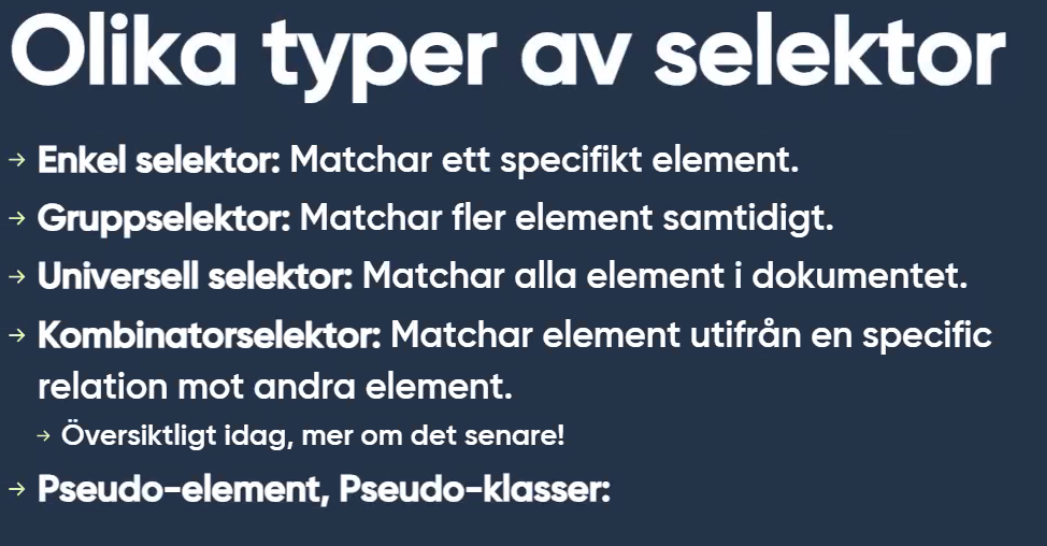 Olika typer av selektor
→ Enkel selektor: Matchar ett specifikt element.
→ Gruppselektor: Matchar fler element samtidigt.
→ Universell selektor: Matchar alla element i dokumentet.
→ Kombinatorselektor: Matchar element utifrån en specific
relation mot andra element.
→ Översiktligt idag, mer om det senare!
→ Pseudo-element, Pseudo-klasser: